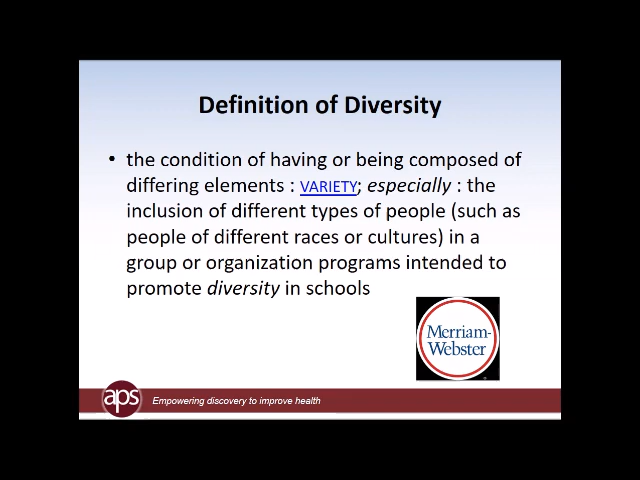 Definition of Diversity
• the condition of having or being composed of
differing elements : VARIETY; especially : the
inclusion of different types of people (such as
people of different races or cultures) in a
group or organization programs intended to
promote diversity in schools
Merriam-
Webster
aps
Empowering discovery to improve health